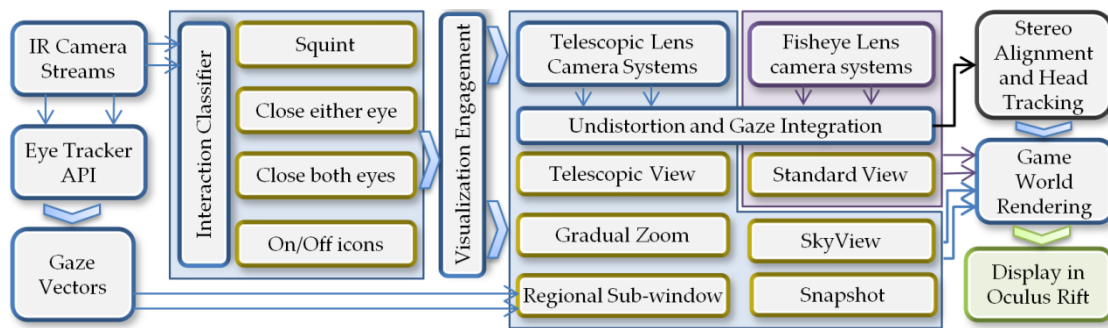 IR Camera
Streams
Eye Tracker
API
Gaze
Vectors
Interaction Classifier
Squint
Close either eye
Close both eyes
On/Off icons
Visualization Engagement
Telescopic Lens
Camera Systems
Fisheye Lens
camera systems
Undistortion and Gaze Integration
Telescopic View
Standard View
Gradual Zoom
SkyView
Regional Sub-window
Snapshot
Stereo
Alignment
and Head
Tracking
Game
World
Rendering
Display in
Oculus Rift